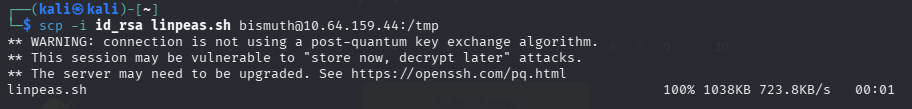 ┌──(kali㉿kali)-[~]
└─$ scp -i id_rsa linpeas.sh bismuth@10.64.159.44:/tmp
** WARNING: connection is not using a post-quantum key exchange algorithm.
** This session may be vulnerable to "store now, decrypt later" attacks.
** The server may need to be upgraded. See https://openssh.com/pq.html
linpeas.sh 100% 1038KB 723.8KB/s 00:01